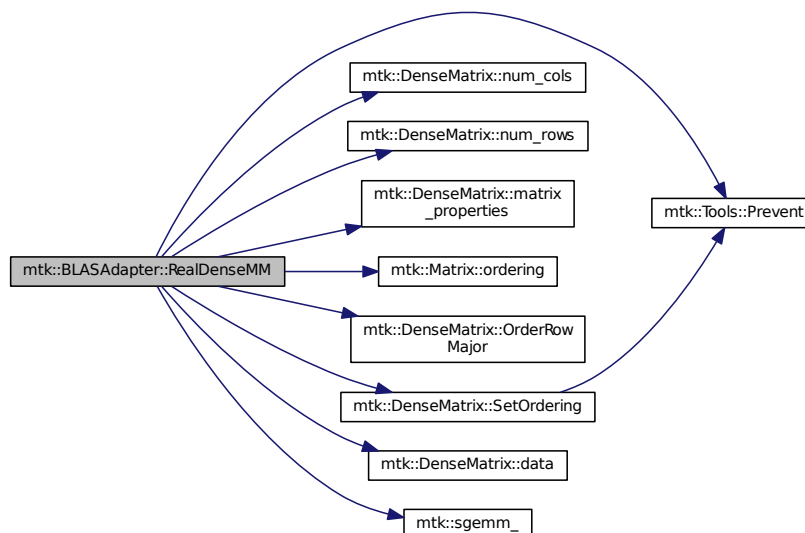 mtk::DenseMatrix::num_cols
mtk::DenseMatrix::num_rows
mtk::DenseMatrix::matrix
_properties
mtk::Tools::Prevent
mtk::BLASAdapter::RealDenseMM
mtk::Matrix::ordering
mtk::DenseMatrix::OrderRow
Major
mtk::DenseMatrix::SetOrdering
mtk::DenseMatrix::data
mtk::sgemm_